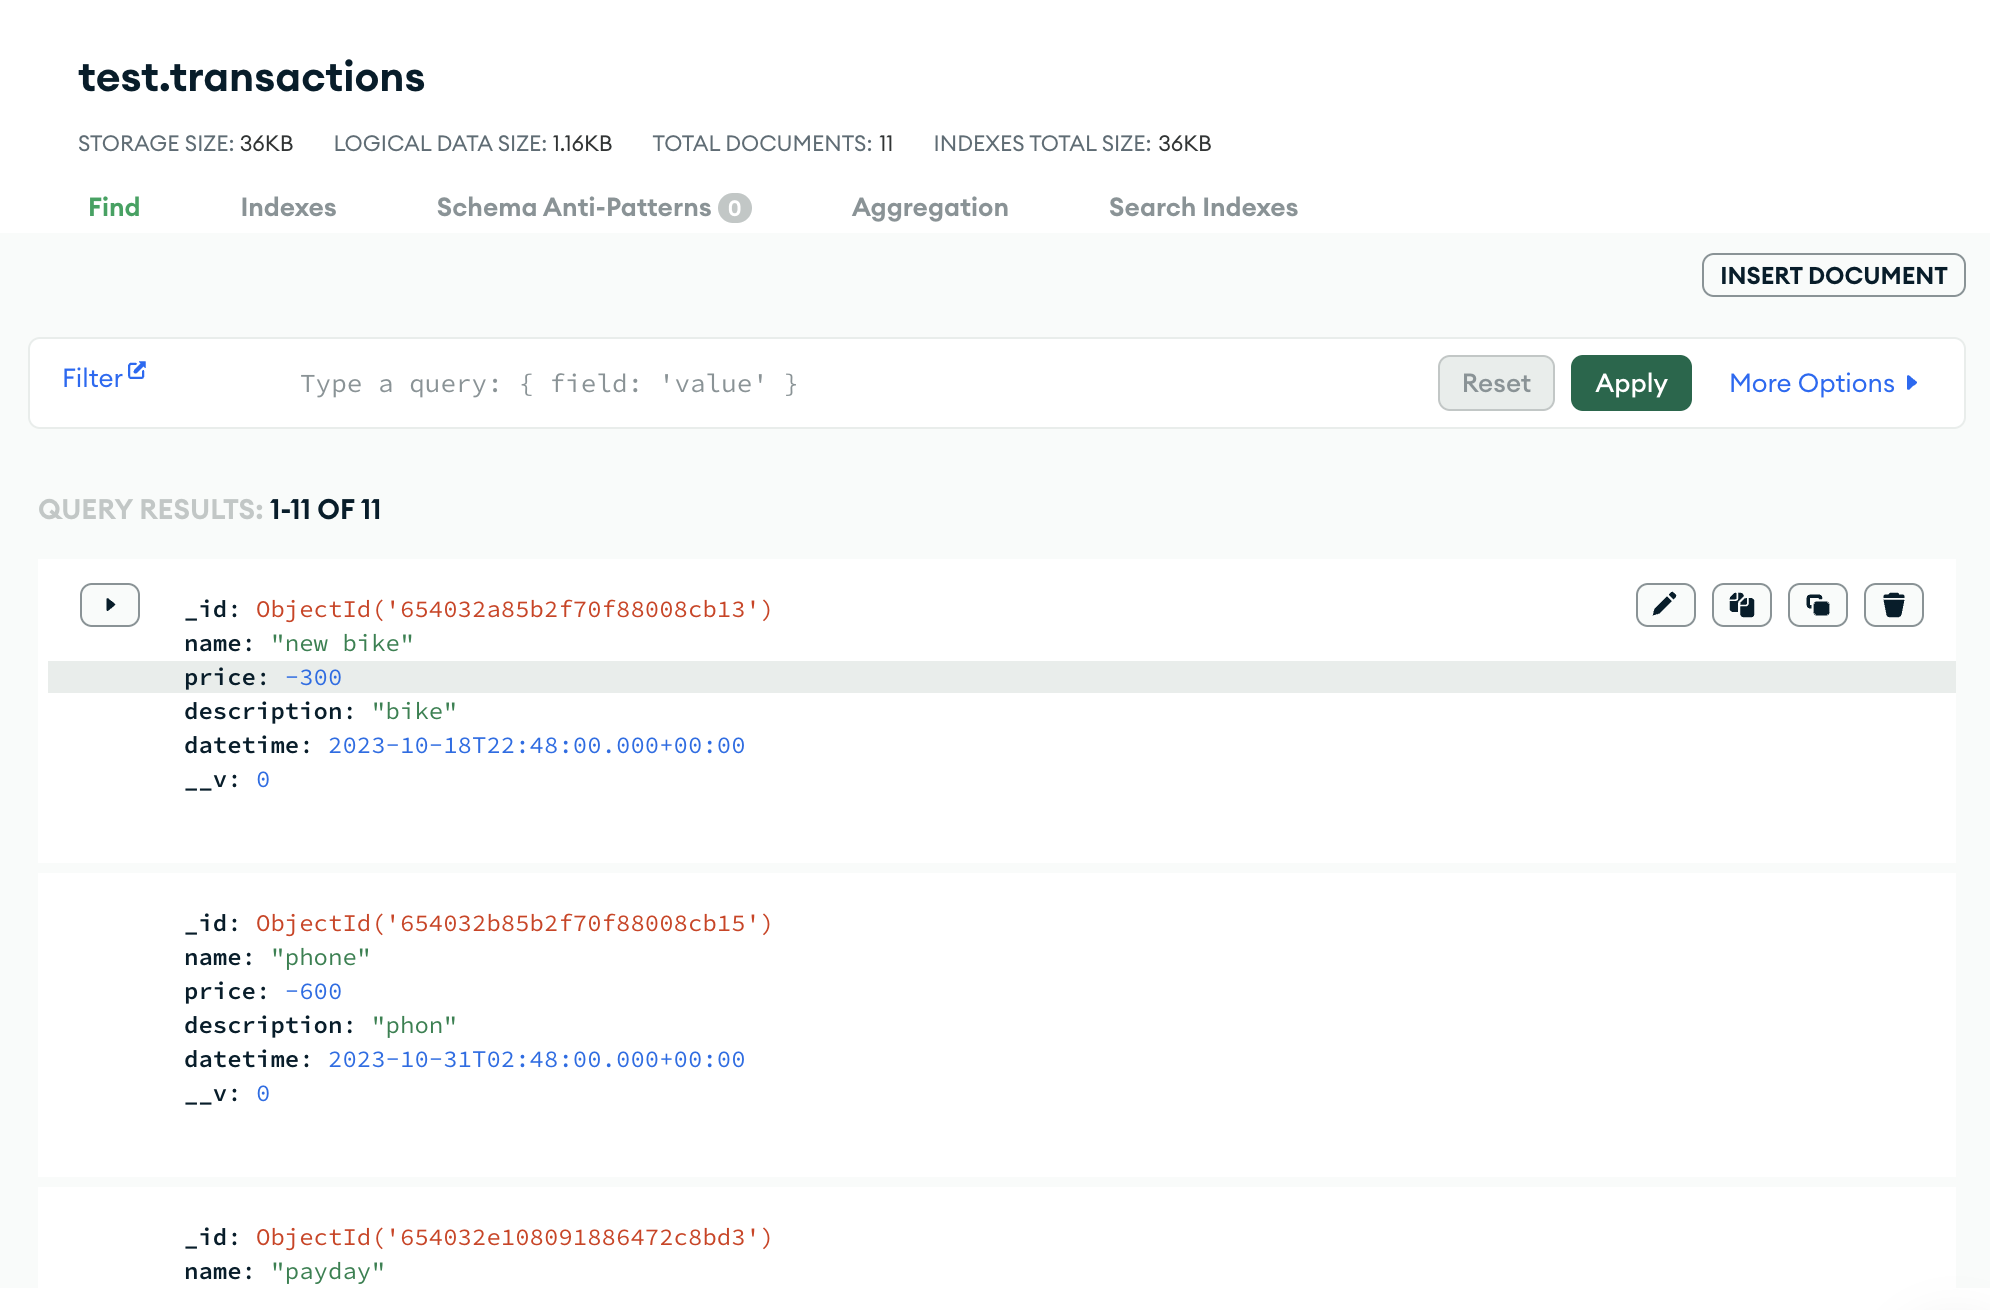 test.transactions
STORAGE SIZE: 36KB LOGICAL DATA SIZE: 1.16KB TOTAL DOCUMENTS: 11 INDEXES TOTAL SIZE: 36KB
Find Indexes Schema Anti-Patterns 0 Aggregation Search Indexes
INSERT DOCUMENT
Filter Type a query: { field: 'value' } Reset Apply More Options
QUERY RESULTS: 1-11 OF 11
_id: ObjectId('654032a85b2f70f88008cb13')
name: "new bike"
price: -300
description: "bike"
datetime: 2023-10-18T22:48:00.000+00:00
__v: 0
_id: ObjectId('654032b85b2f70f88008cb15')
name: "phone"
price: -600
description: "phon"
datetime: 2023-10-31T02:48:00.000+00:00
__v: 0
_id: ObjectId('654032e108091886472c8bd3')
name: "payday"